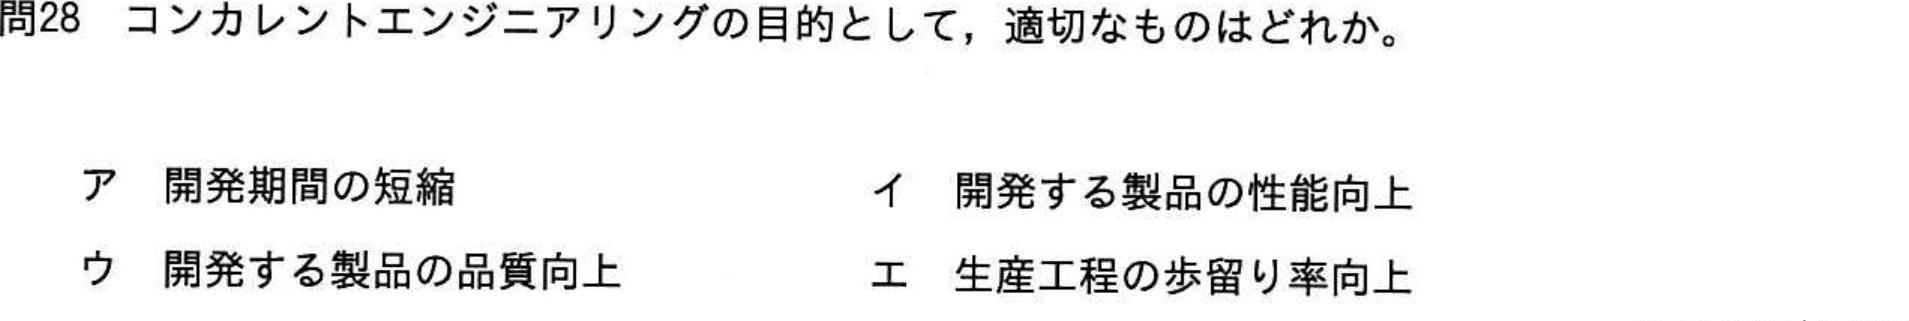 問28　コンカレントエンジニアリングの目的として，適切なものはどれか。
ア　開発期間の短縮　　イ　開発する製品の性能向上
ウ　開発する製品の品質向上　　エ　生産工程の歩留り率向上